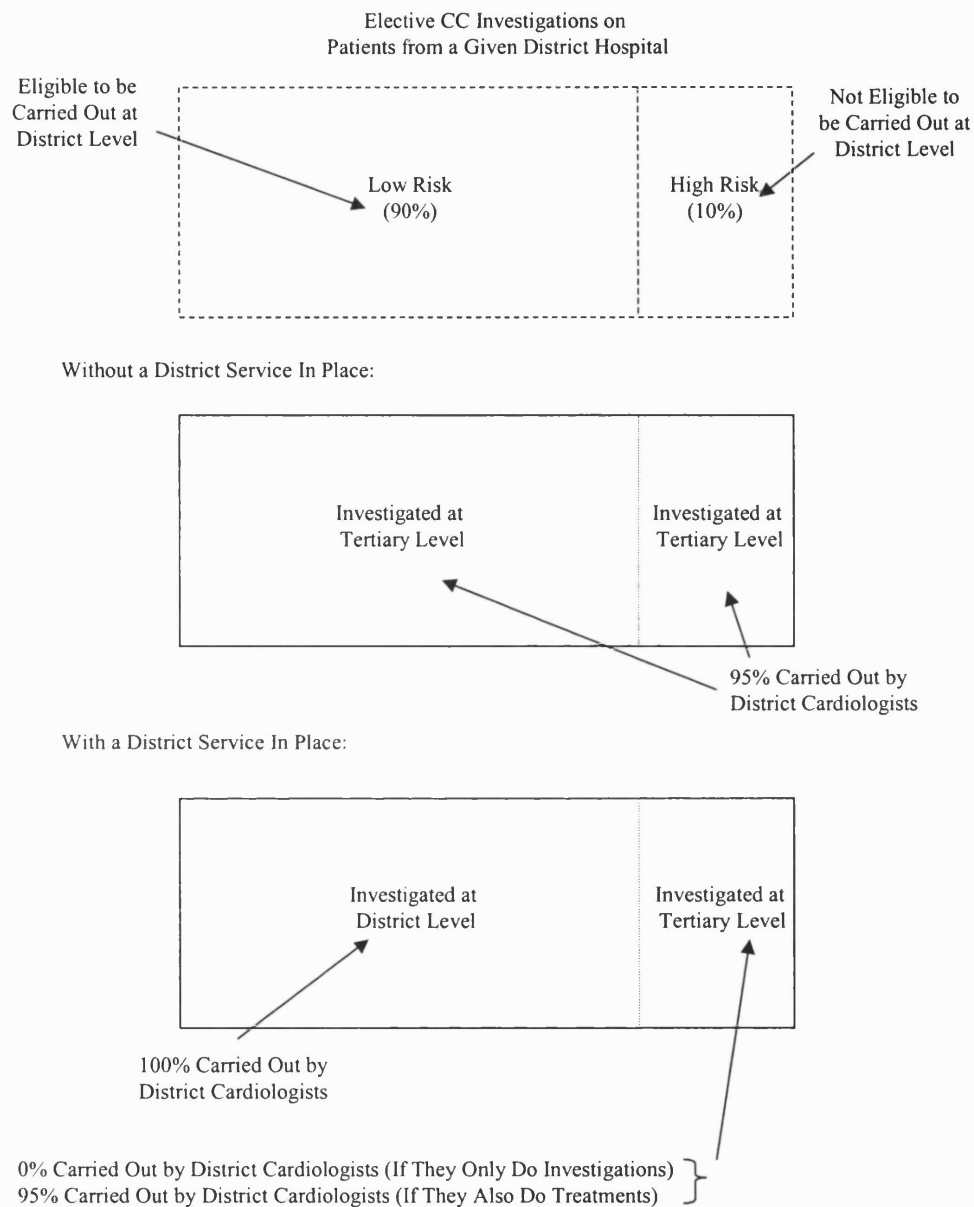 Elective CC Investigations on
Patients from a Given District Hospital
Eligible to be
Carried Out at
District Level
Not Eligible to
be Carried Out at
District Level
Low Risk
(90%)
High Risk
(10%)
Without a District Service In Place:
Investigated at
Tertiary Level
Investigated at
Tertiary Level
95% Carried Out by
District Cardiologists
With a District Service In Place:
Investigated at
District Level
Investigated at
Tertiary Level
100% Carried Out by
District Cardiologists
0% Carried Out by District Cardiologists (If They Only Do Investigations)
95% Carried Out by District Cardiologists (If They Also Do Treatments)